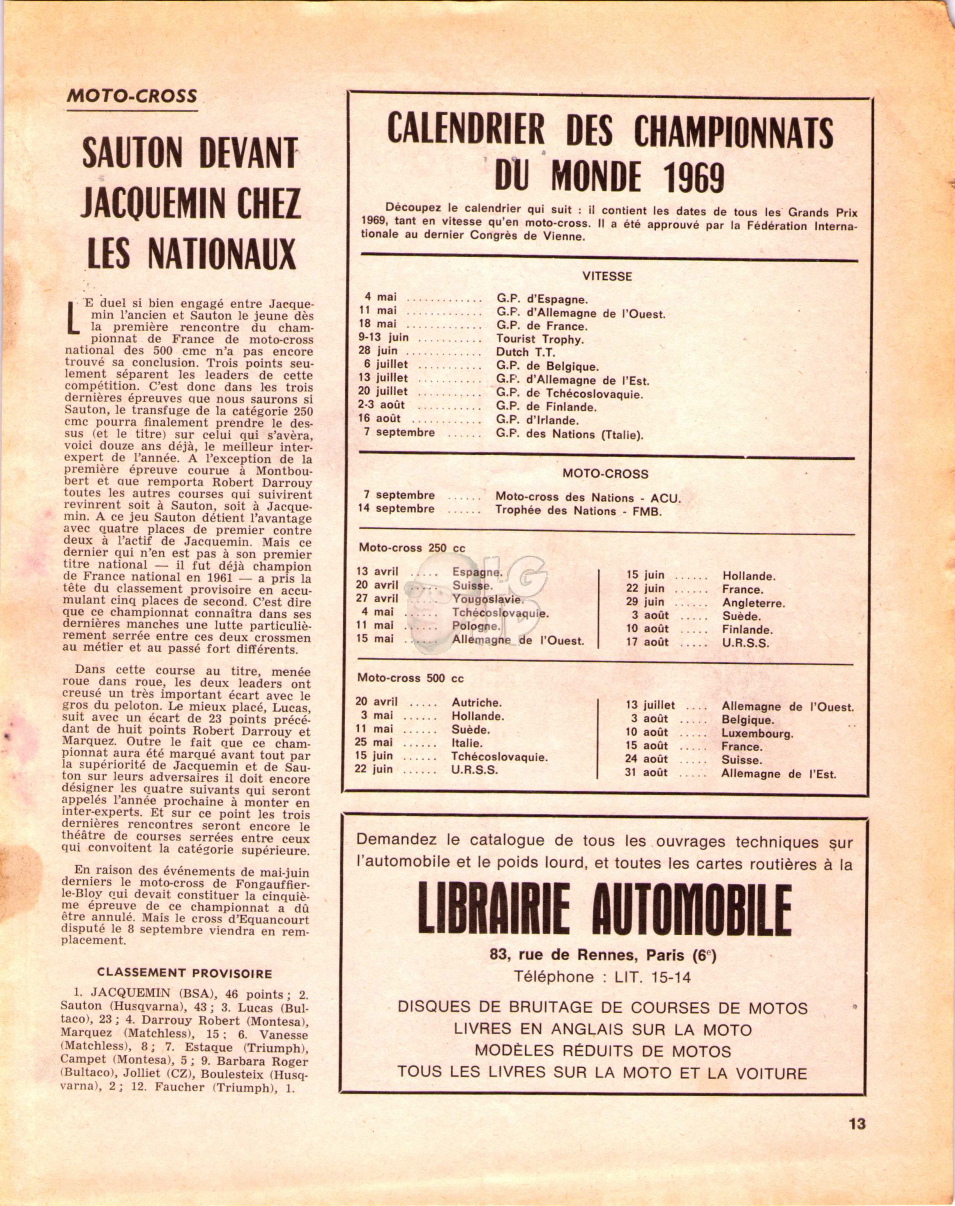 MOTO-CROSS
SAUTON DEVANT
JACQUEMIN CHEZ
LES NATIONAUX
LE duel si bien engagé entre Jacque-
min l'ancien et Sauton le jeune dès
la première rencontre du cham-
pionnat de France de moto-cross
national des 500 cmc n'a pas encore
trouvé sa conclusion. Trois points seu-
lement séparent les leaders de cette
compétition. C'est donc dans les trois
dernières épreuves que nous saurons si
Sauton, le transfuge de la catégorie 250
cmc pourra finalement prendre le des-
sus (et le titre) sur celui qui s'avèra,
voici douze ans déjà, le meilleur inter-
expert de l'année. A l'exception de la
première épreuve courue à Montbou-
bert et que remporta Robert Darrouy
toutes les autres courses qui suivirent
revinrent soit à Sauton, soit à Jacque-
min. A ce jeu Sauton détient l'avantage
avec quatre places de premier contre
deux à l'actif de Jacquemin. Mais ce
dernier qui n'en est pas à son premier
titre national — il fut déjà champion
de France national en 1961 — a pris la
tête du classement provisoire en accu-
mulant cinq places de second. C'est dire
que ce championnat connaîtra dans ses
dernières manches une lutte particuliè-
rement serrée entre ces deux crossmen
au métier et au passé fort différents.
Dans cette course au titre, menée
roue dans roue, les deux leaders ont
creusé un très important écart avec le
gros du peloton. Le mieux placé, Lucas,
suit avec un écart de 23 points précé-
dant de huit points Robert Darrouy et
Marquez. Outre le fait que ce cham-
pionnat aura été marqué avant tout par
la supériorité de Jacquemin et de Sau-
ton sur leurs adversaires il doit encore
désigner les quatre suivants qui seront
appelés l'année prochaine à monter en
inter-experts. Et sur ce point les trois
dernières rencontres seront encore le
théâtre de courses serrées entre ceux
qui convoitent la catégorie supérieure.
En raison des événements de mai-juin
derniers le moto-cross de Fongauffier-
le-Bloy qui devait constituer la cinquiè-
me épreuve de ce championnat a dû
être annulé. Mais le cross d'Equancourt
disputé le 8 septembre viendra en rem-
placement.
CLASSEMENT PROVISOIRE
1. JACQUEMIN (BSA), 46 points ; 2.
Sauton (Husqvarna), 43 ; 3. Lucas (Bul-
taco), 23 ; 4. Darrouy Robert (Montesa),
Marquez (Matchless), 15 ; 6. Vanesse
(Matchless), 8 ; 7. Estaque (Triumph),
Campet (Montesa), 5 ; 9. Barbara Roger
(Bultaco), Jolliet (CZ), Boulesteix (Husq-
varna), 2 ; 12. Faucher (Triumph), 1.
CALENDRIER DES CHAMPIONNATS
DU MONDE 1969
Découpez le calendrier qui suit : il contient les dates de tous les Grands Prix
1969, tant en vitesse qu'en moto-cross. Il a été approuvé par la Fédération Interna-
tionale au dernier Congrès de Vienne.
VITESSE
4 mai ............ G.P. d'Espagne.
11 mai ............ G.P. d'Allemagne de l'Ouest.
18 mai ............ G.P. de France.
9-13 juin .......... Tourist Trophy.
28 juin ............ Dutch T.T.
6 juillet .......... G.P. de Belgique.
13 juillet .......... G.P. d'Allemagne de l'Est.
20 juillet .......... G.P. de Tchécoslovaquie.
2-3 août .......... G.P. de Finlande.
16 août ........... G.P. d'Irlande.
7 septembre ...... G.P. des Nations (Ttalie).
MOTO-CROSS
7 septembre ...... Moto-cross des Nations - ACU.
14 septembre ...... Trophée des Nations - FMB.
Moto-cross 250 cc
13 avril ..... Espagne.
20 avril ..... Suisse.
27 avril ..... Yougoslavie.
4 mai ...... Tchécoslovaquie.
11 mai ...... Pologne.
15 mai ...... Allemagne de l'Ouest.
15 juin ...... Hollande.
22 juin ...... France.
29 juin ...... Angleterre.
3 août ..... Suède.
10 août ..... Finlande.
17 août ..... U.R.S.S.
Moto-cross 500 cc
20 avril ..... Autriche.
3 mai ...... Hollande.
11 mai ...... Suède.
25 mai ...... Italie.
15 juin ...... Tchécoslovaquie.
22 juin ...... U.R.S.S.
13 juillet .... Allemagne de l'Ouest.
3 août ..... Belgique.
10 août ..... Luxembourg.
15 août ..... France.
24 août ..... Suisse.
31 août ..... Allemagne de l'Est.
Demandez le catalogue de tous les ouvrages techniques sur
l'automobile et le poids lourd, et toutes les cartes routières à la
LIBRAIRIE AUTOMOBILE
83, rue de Rennes, Paris (6e)
Téléphone : LIT. 15-14
DISQUES DE BRUITAGE DE COURSES DE MOTOS
LIVRES EN ANGLAIS SUR LA MOTO
MODÈLES RÉDUITS DE MOTOS
TOUS LES LIVRES SUR LA MOTO ET LA VOITURE
13